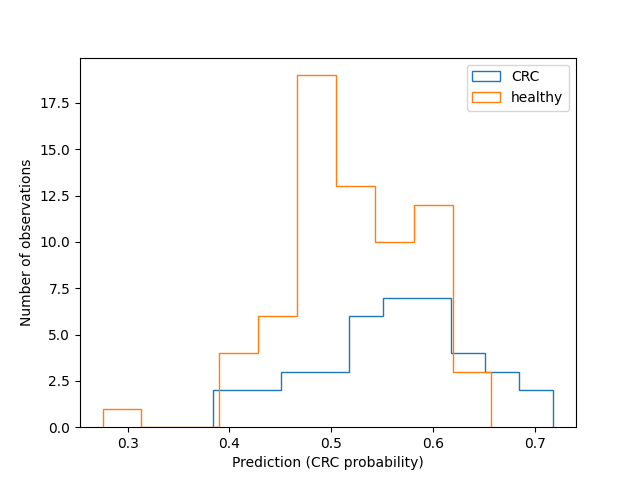 CRC
healthy
17.5
15.0
12.5
10.0
7.5
5.0
2.5
0.0
Number of observations
0.3 0.4 0.5 0.6 0.7
Prediction (CRC probability)